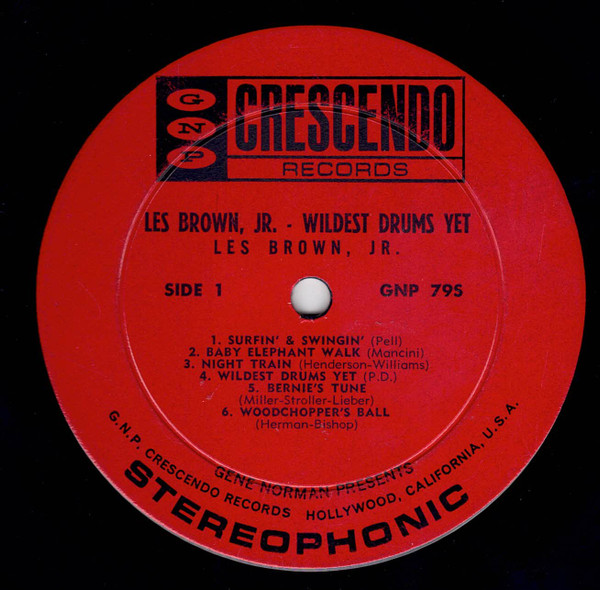 GNP
CRESCENDO
RECORDS
LES BROWN, JR. - WILDEST DRUMS YET
LES BROWN, JR.
SIDE 1
GNP 79S
1. SURFIN' & SWINGIN' (Pell)
2. BABY ELEPHANT WALK (Mancini)
3. NIGHT TRAIN (Henderson-Williams)
4. WILDEST DRUMS YET (P.D.)
5. BERNIE'S TUNE
(Miller-Stroller-Lieber)
6. WOODCHOPPER'S BALL
(Herman-Bishop)
GENE NORMAN PRESENTS
G.N.P. CRESCENDO RECORDS HOLLYWOOD, CALIFORNIA, U.S.A.
STEREOPHONIC